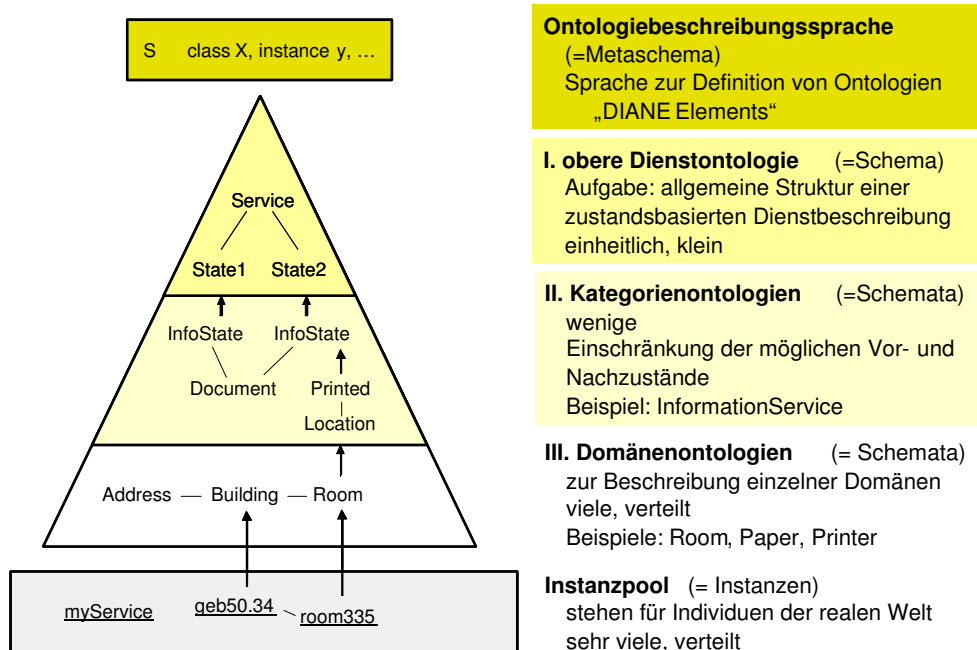 S class X, instance y, …
Service
State1 State2
InfoState InfoState
Document Printed
Location
Address Building Room
myService geb50.34 room335
Ontologiebeschreibungssprache
(=Metaschema)
Sprache zur Definition von Ontologien
„DIANE Elements“
I. obere Dienstontologie (=Schema)
Aufgabe: allgemeine Struktur einer
zustandsbasierten Dienstbeschreibung
einheitlich, klein
II. Kategorienontologien (=Schemata)
wenige
Einschränkung der möglichen Vor- und
Nachzustände
Beispiel: InformationService
III. Domänenontologien (= Schemata)
zur Beschreibung einzelner Domänen
viele, verteilt
Beispiele: Room, Paper, Printer
Instanzpool (= Instanzen)
stehen für Individuen der realen Welt
sehr viele, verteilt